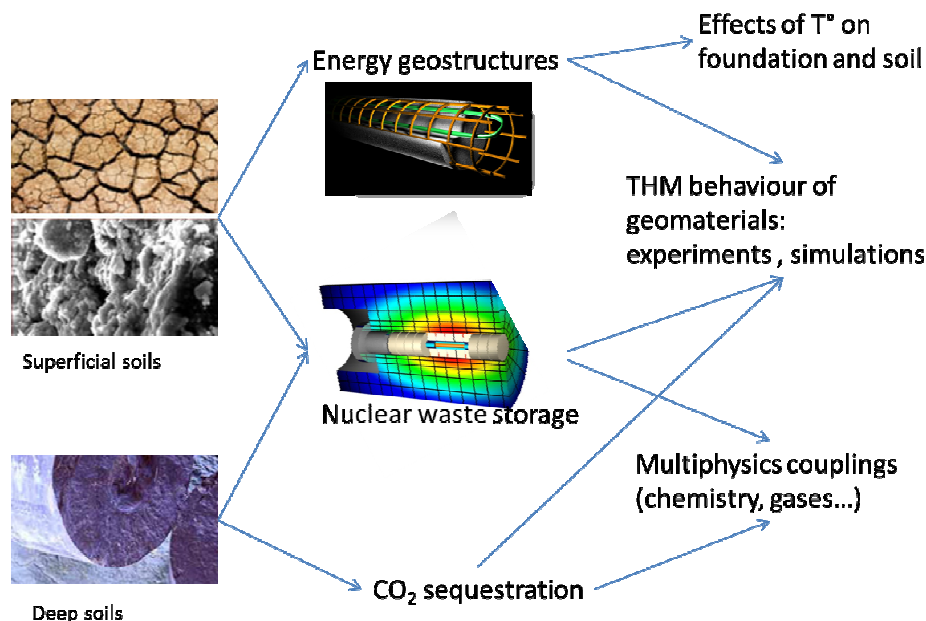 Energy geostructures
Effects of T° on
foundation and soil
THM behaviour of
geomaterials:
experiments , simulations
Superficial soils
Nuclear waste storage
Multiphysics couplings
(chemistry, gases...)
CO₂ sequestration
Deep soils